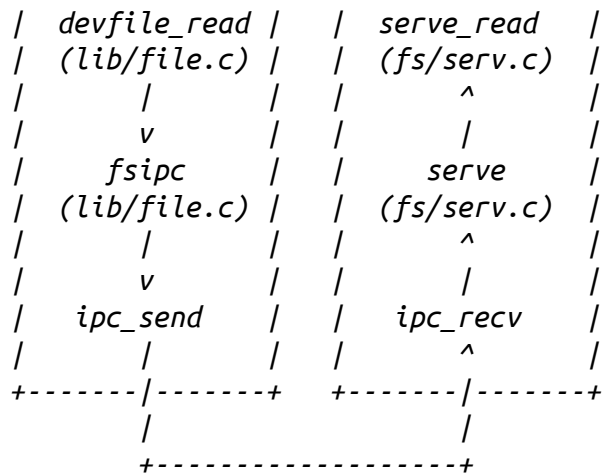 |  devfile_read |   |  serve_read   |
|  (lib/file.c) |   |  (fs/serv.c)  |
|       |       |   |       ^       |
|       v       |   |       |       |
|     fsipc     |   |     serve     |
|  (lib/file.c) |   |  (fs/serv.c)  |
|       |       |   |       ^       |
|       v       |   |       |       |
|   ipc_send    |   |   ipc_recv    |
|       |       |   |       ^       |
+-------|-------+   +-------|-------+
        |                   |
        +-------------------+